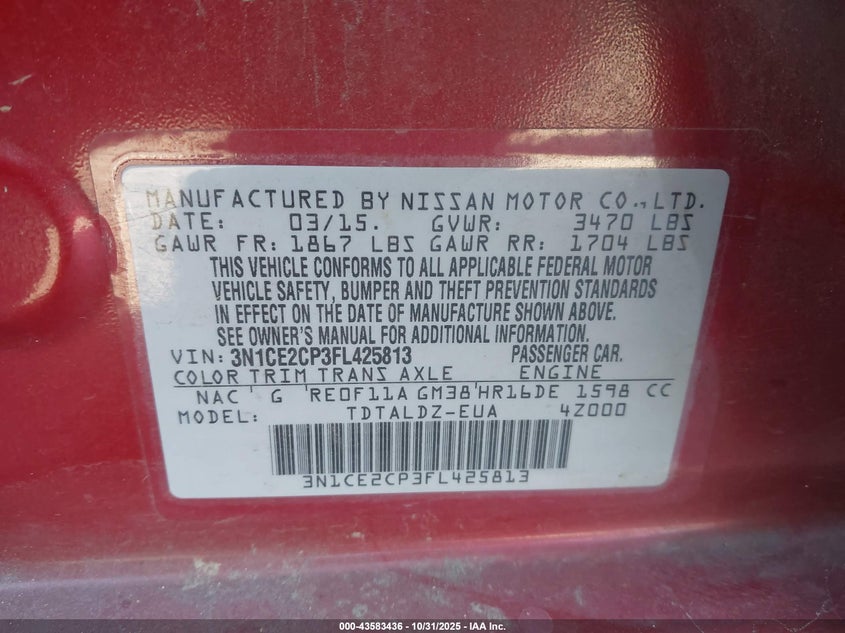 MANUFACTURED BY NISSAN MOTOR CO.,LTD.
DATE: 03/15. GVWR: 3470 LBS
GAWR FR: 1867 LBS GAWR RR: 1704 LBS
THIS VEHICLE CONFORMS TO ALL APPLICABLE FEDERAL MOTOR
VEHICLE SAFETY, BUMPER AND THEFT PREVENTION STANDARDS
IN EFFECT ON THE DATE OF MANUFACTURE SHOWN ABOVE.
SEE OWNER'S MANUAL FOR ADDITIONAL INFORMATION.
VIN: 3N1CE2CP3FL425813 PASSENGER CAR.
COLOR TRIM TRANS AXLE ENGINE
NAC G 'RE0F11A GM38'HR16DE 1598 CC
MODEL: TDTALDZ-EUA 4Z000
3N1CE2CP3FL425813
000-43583436 - 10/31/2025 - IAA Inc.